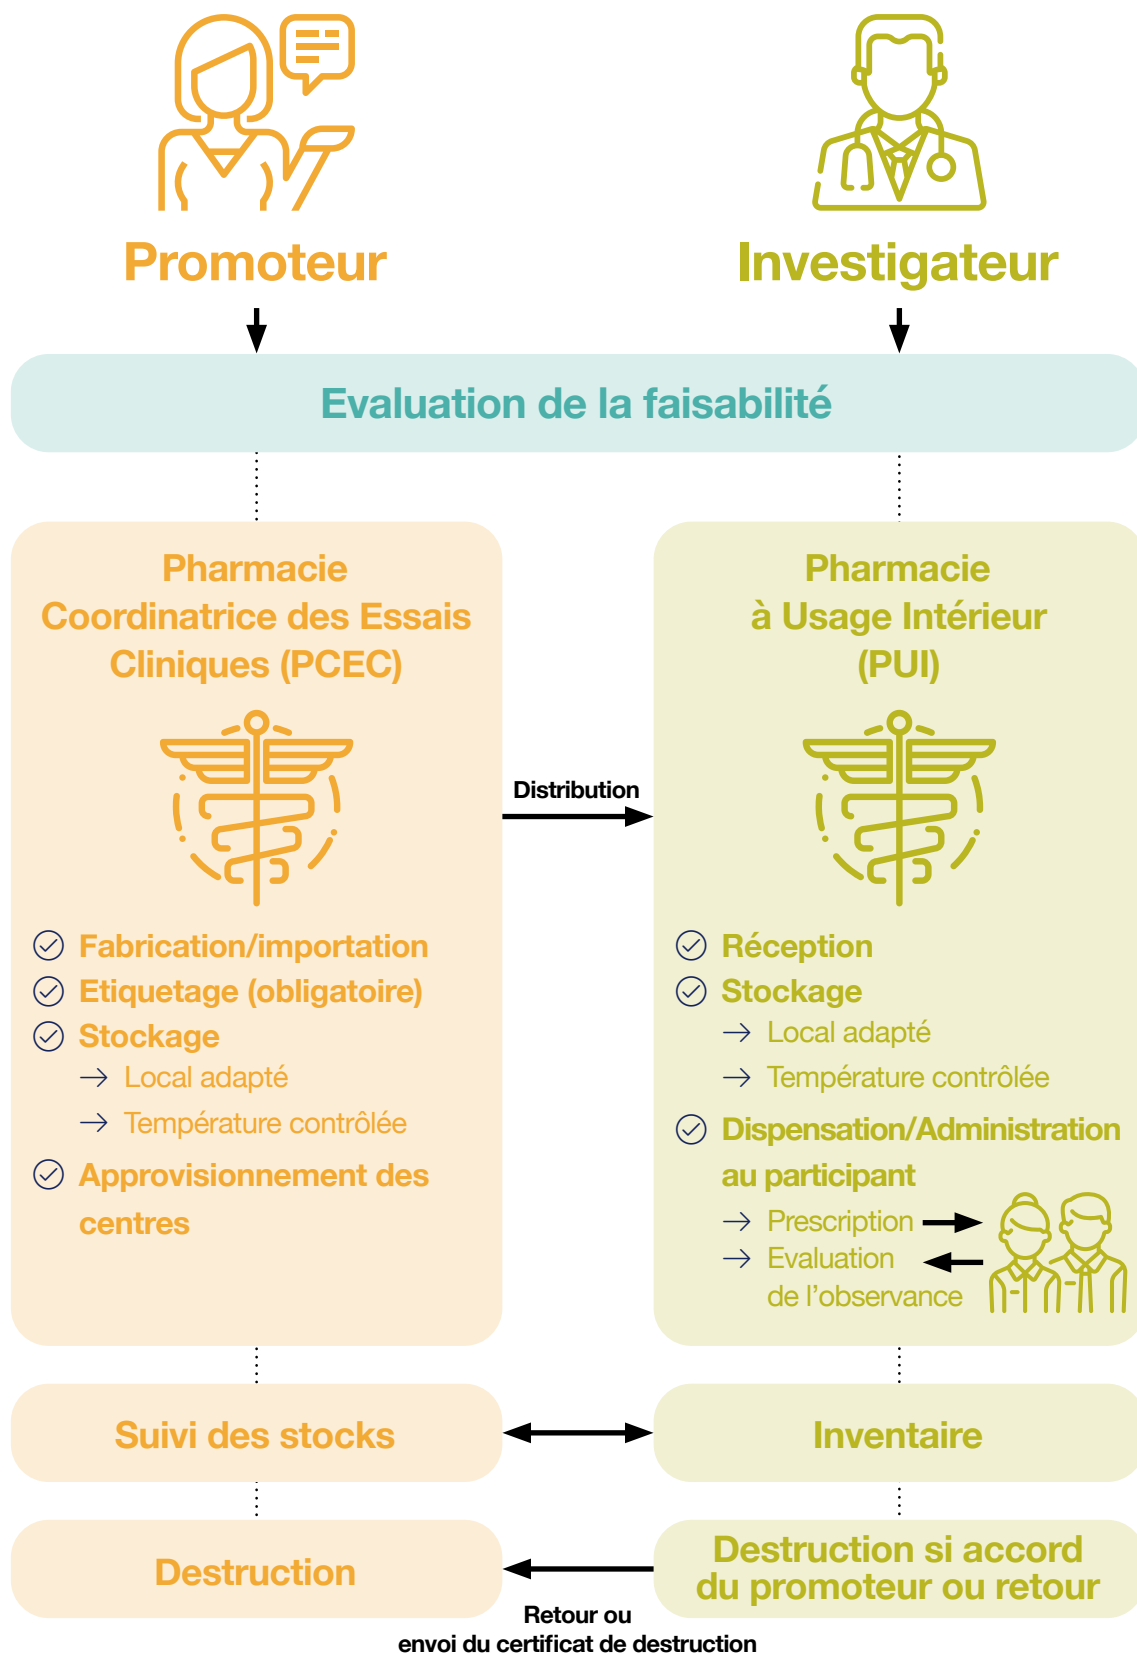 Promoteur
Investigateur
Evaluation de la faisabilité
Pharmacie
Coordinatrice des Essais
Cliniques (PCEC)
Fabrication/importation
Etiquetage (obligatoire)
Stockage
Local adapté
Température contrôlée
Approvisionnement des
centres
Distribution
Pharmacie
à Usage Intérieur
(PUI)
Réception
Stockage
Local adapté
Température contrôlée
Dispensation/Administration
au participant
Prescription
Evaluation
de l’observance
Suivi des stocks
Inventaire
Destruction
Destruction si accord
du promoteur ou retour
Retour ou
envoi du certificat de destruction